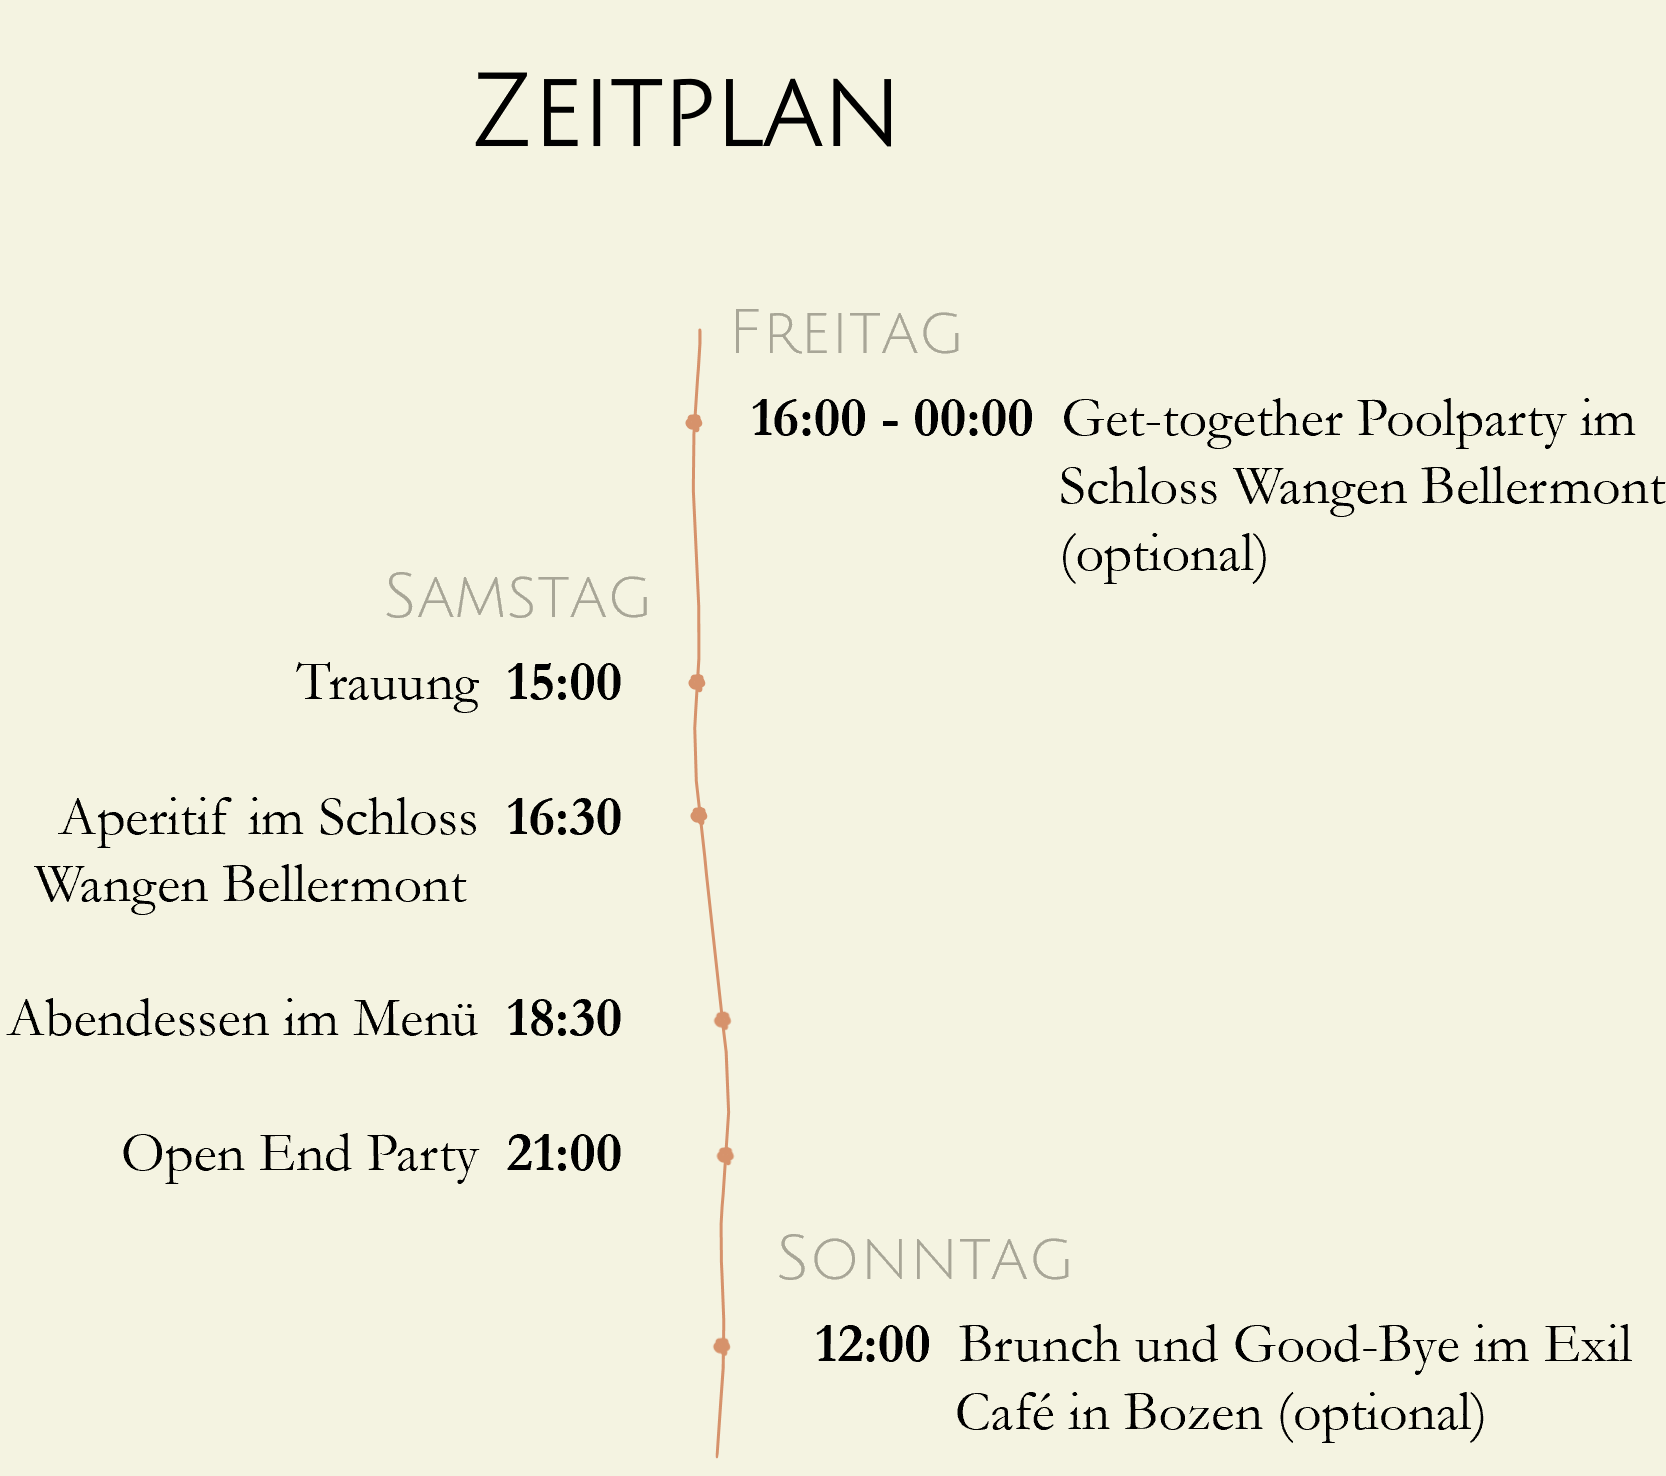 ZEITPLAN
FREITAG
16:00 - 00:00 Get-together Poolparty im
Schloss Wangen Bellermont
(optional)
SAMSTAG
Trauung 15:00
Aperitif im Schloss 16:30
Wangen Bellermont
Abendessen im Menü 18:30
Open End Party 21:00
SONNTAG
12:00 Brunch und Good-Bye im Exil
Café in Bozen (optional)